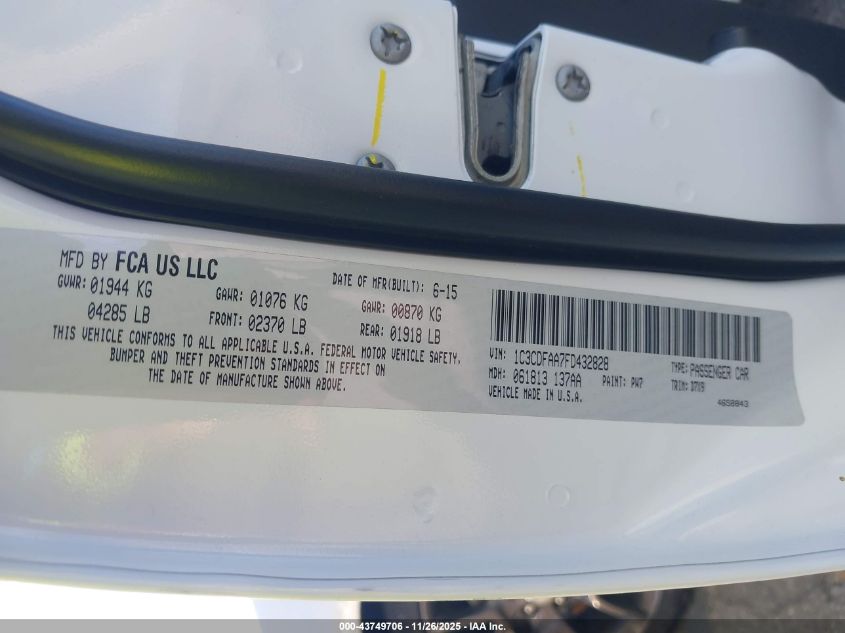 MFD BY FCA US LLC
DATE OF MFR(BUILT): 6-15
GVWR: 01944 KG
GAWR: 01076 KG
GAWR: 00870 KG
04285 LB
FRONT: 02370 LB
REAR: 01918 LB
THIS VEHICLE CONFORMS TO ALL APPLICABLE U.S.A. FEDERAL MOTOR VEHICLE SAFETY,
BUMPER AND THEFT PREVENTION STANDARDS IN EFFECT ON
THE DATE OF MANUFACTURE SHOWN ABOVE.
VIN: 1C3CDFAA7FD432828
TYPE: PASSENGER CAR
MDH: 061813 137AA
PAINT: PW7
TRIM: D7X9
VEHICLE MADE IN U.S.A.
4658843
000-43749706 - 11/26/2025 - IAA Inc.